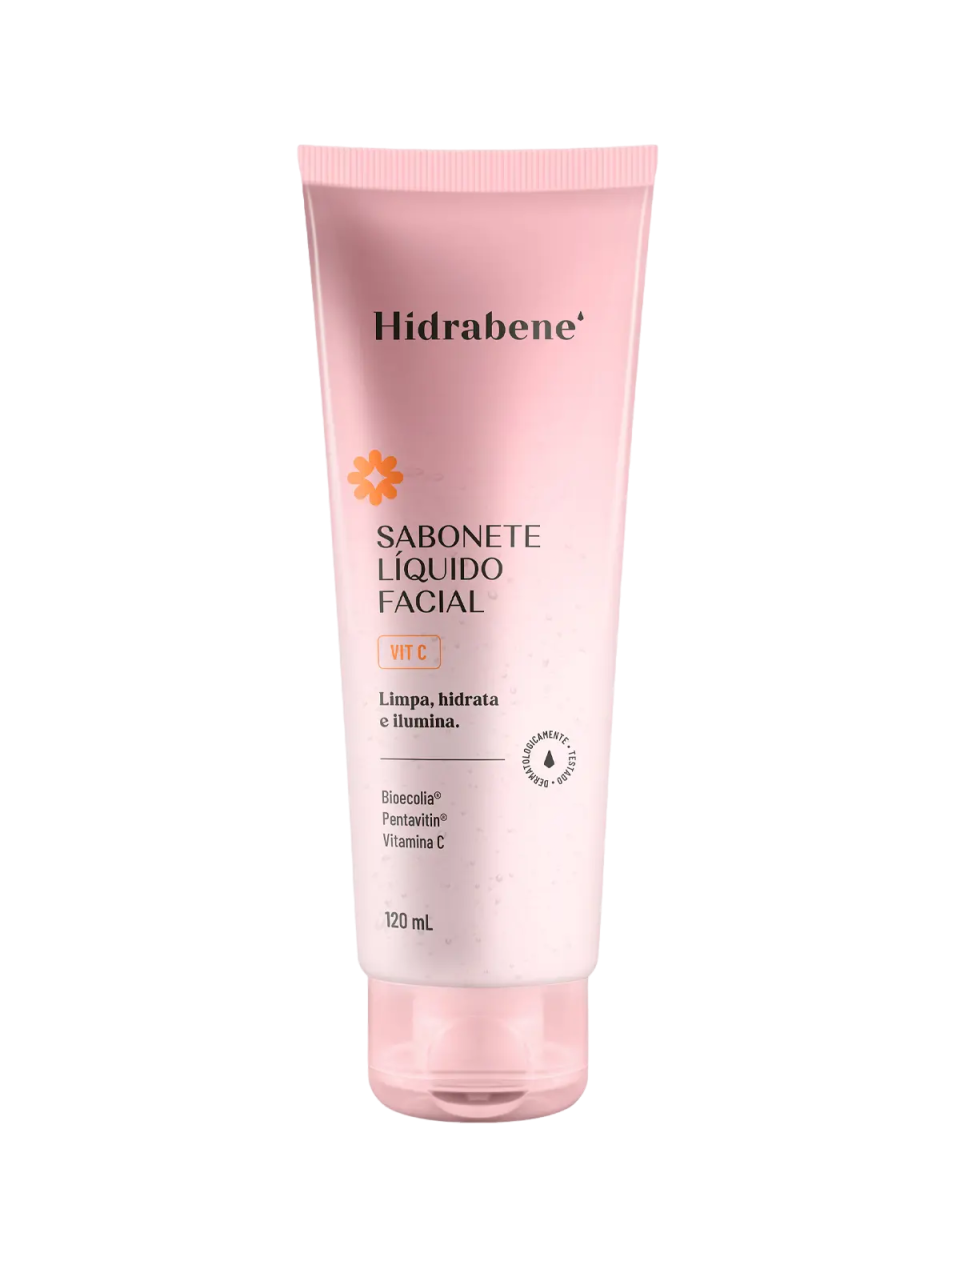 Hidrabene
SABONETE
LÍQUIDO
FACIAL
VIT C
Limpa, hidrata
e ilumina.
DERMATOLOGICAMENTE • TESTADO •
Bioecolia®
Pentavitin®
Vitamina C
120 mL